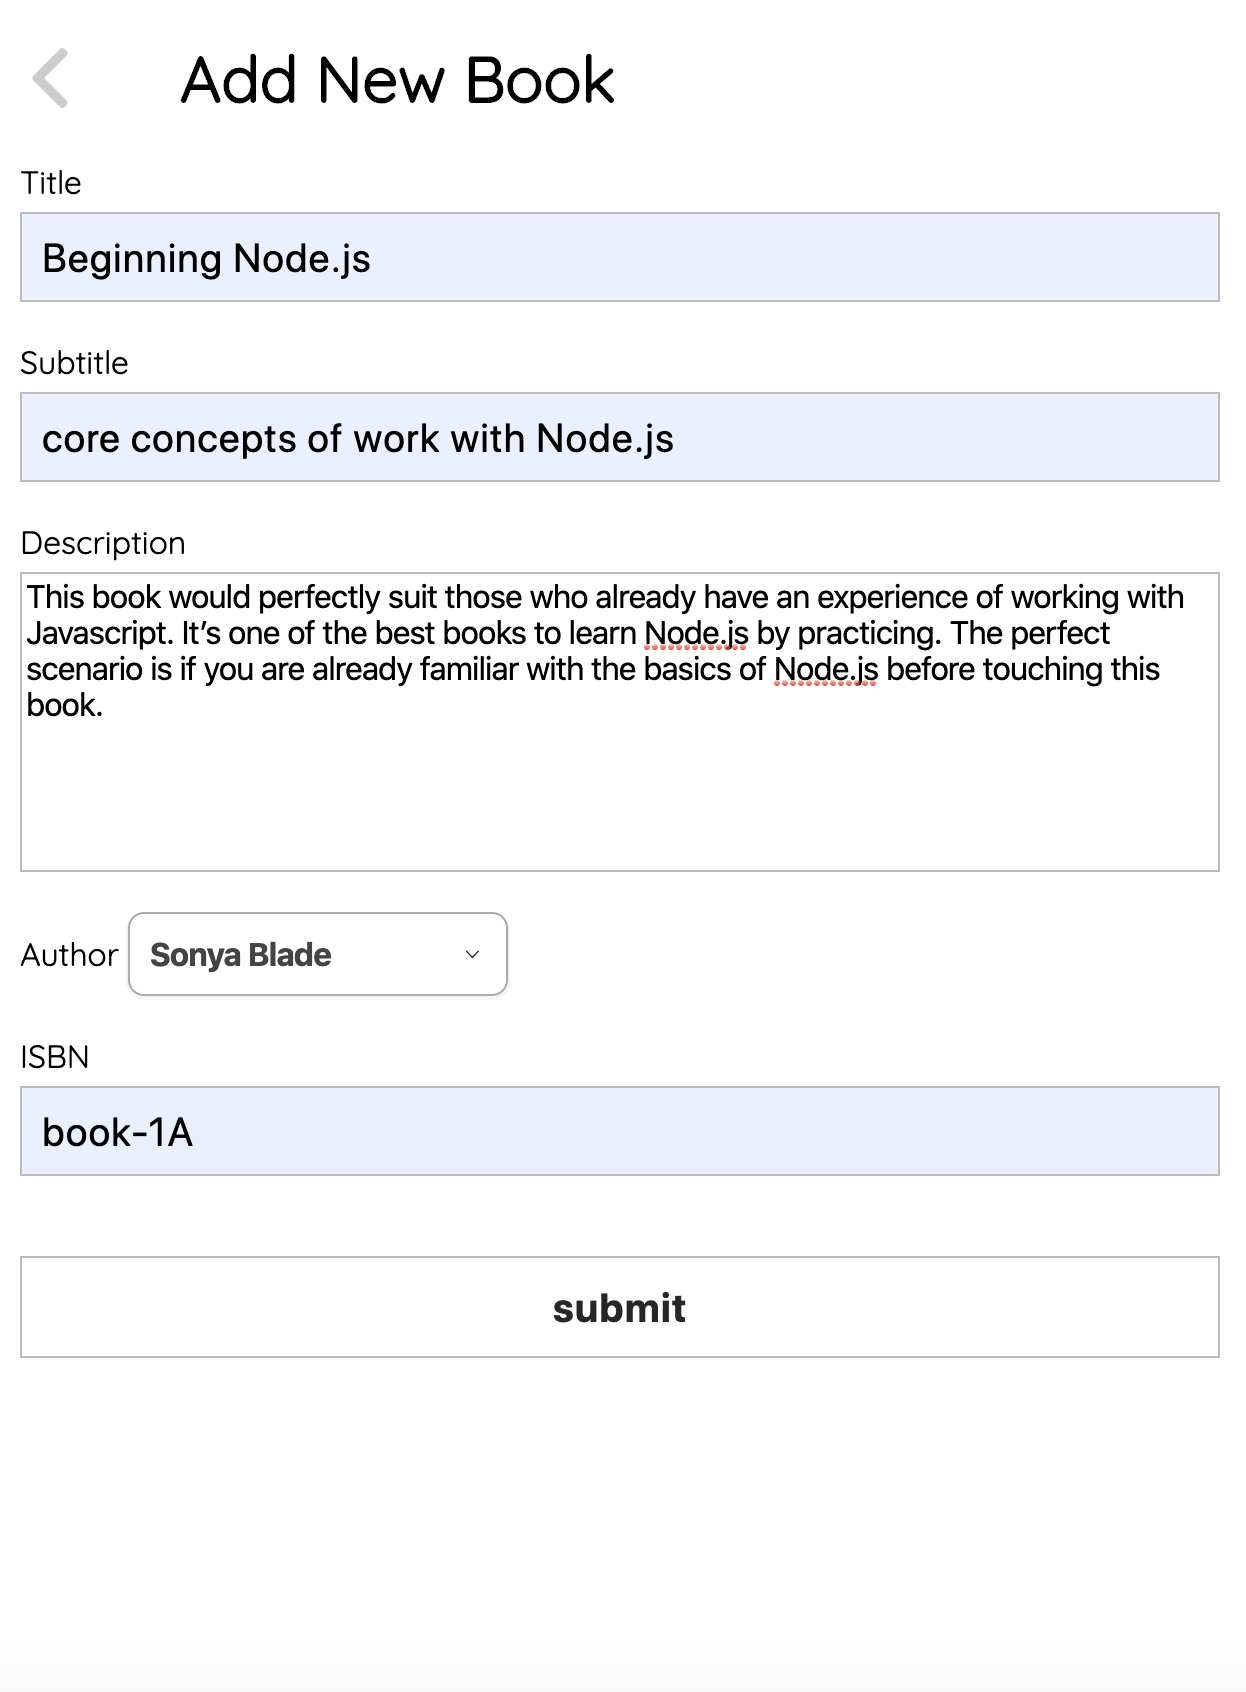 Add New Book
Title
Beginning Node.js
Subtitle
core concepts of work with Node.js
Description
This book would perfectly suit those who already have an experience of working with
Javascript. It’s one of the best books to learn Node.js by practicing. The perfect
scenario is if you are already familiar with the basics of Node.js before touching this
book.
Author Sonya Blade
ISBN
book-1A
submit